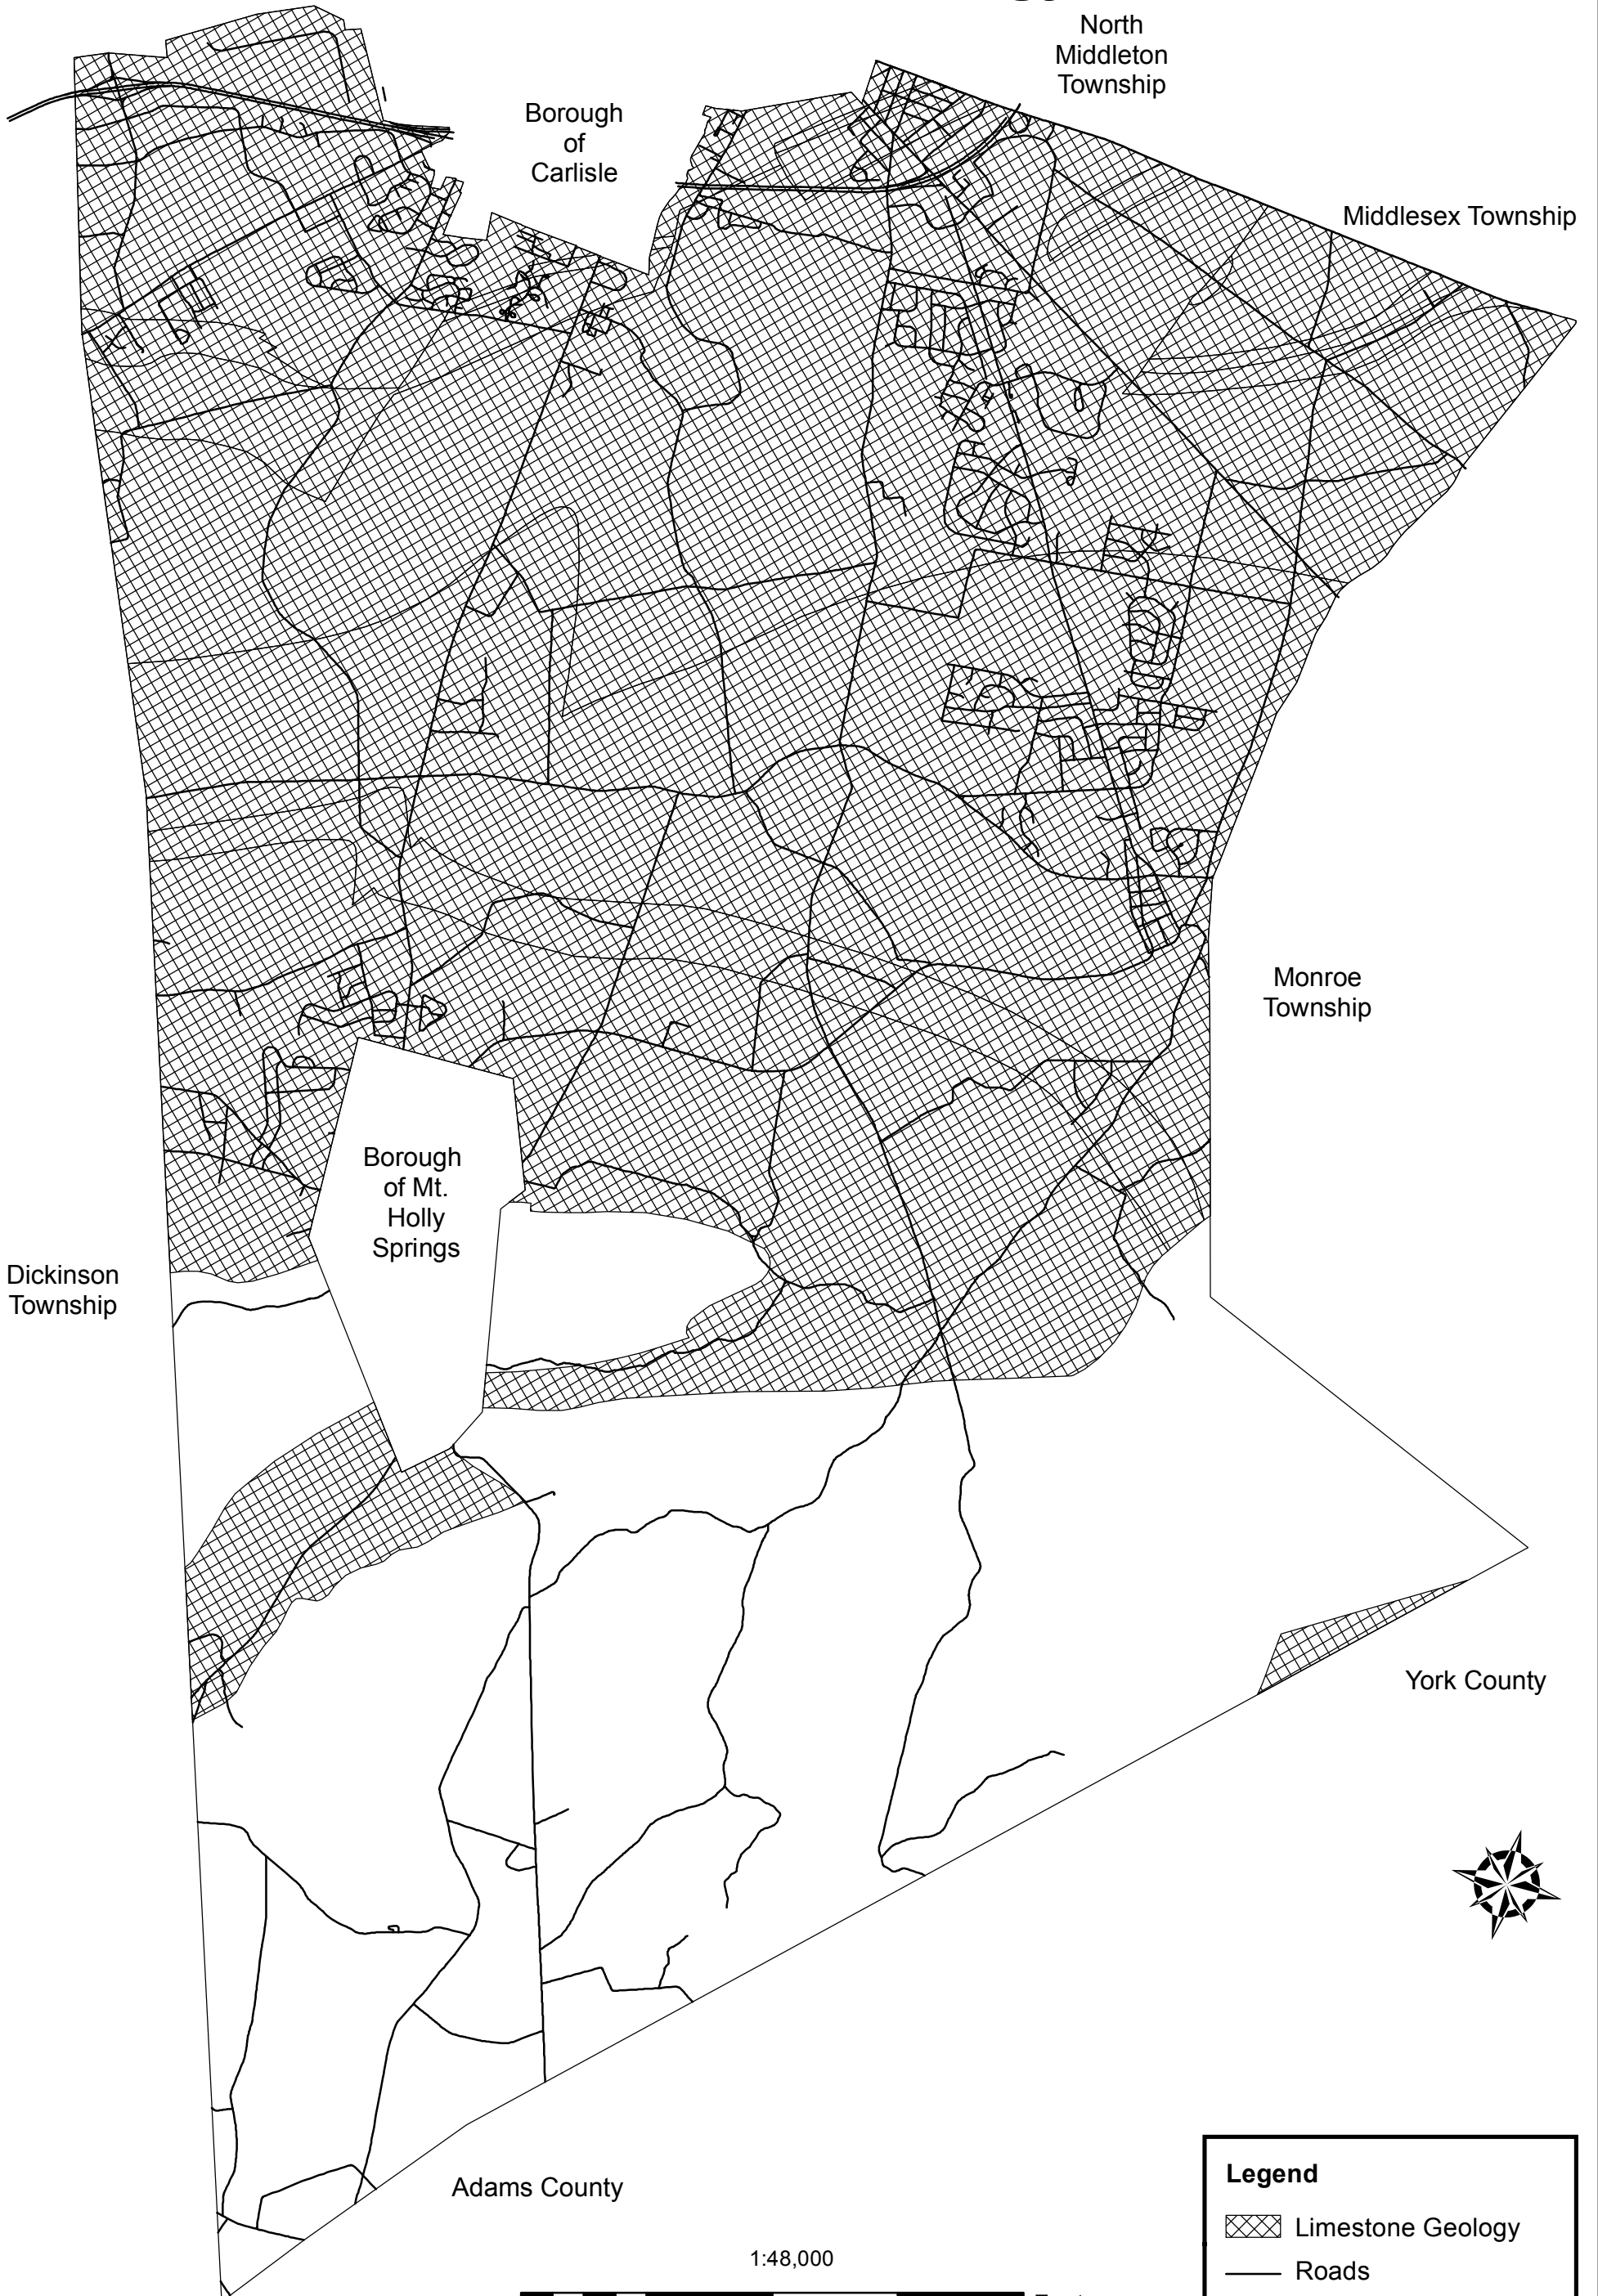 North
Middleton
Township
Borough
of
Carlisle
Middlesex Township
Monroe
Township
Borough
of Mt.
Holly
Springs
Dickinson
Township
York County
Adams County
1:48,000
Legend
Limestone Geology
Roads